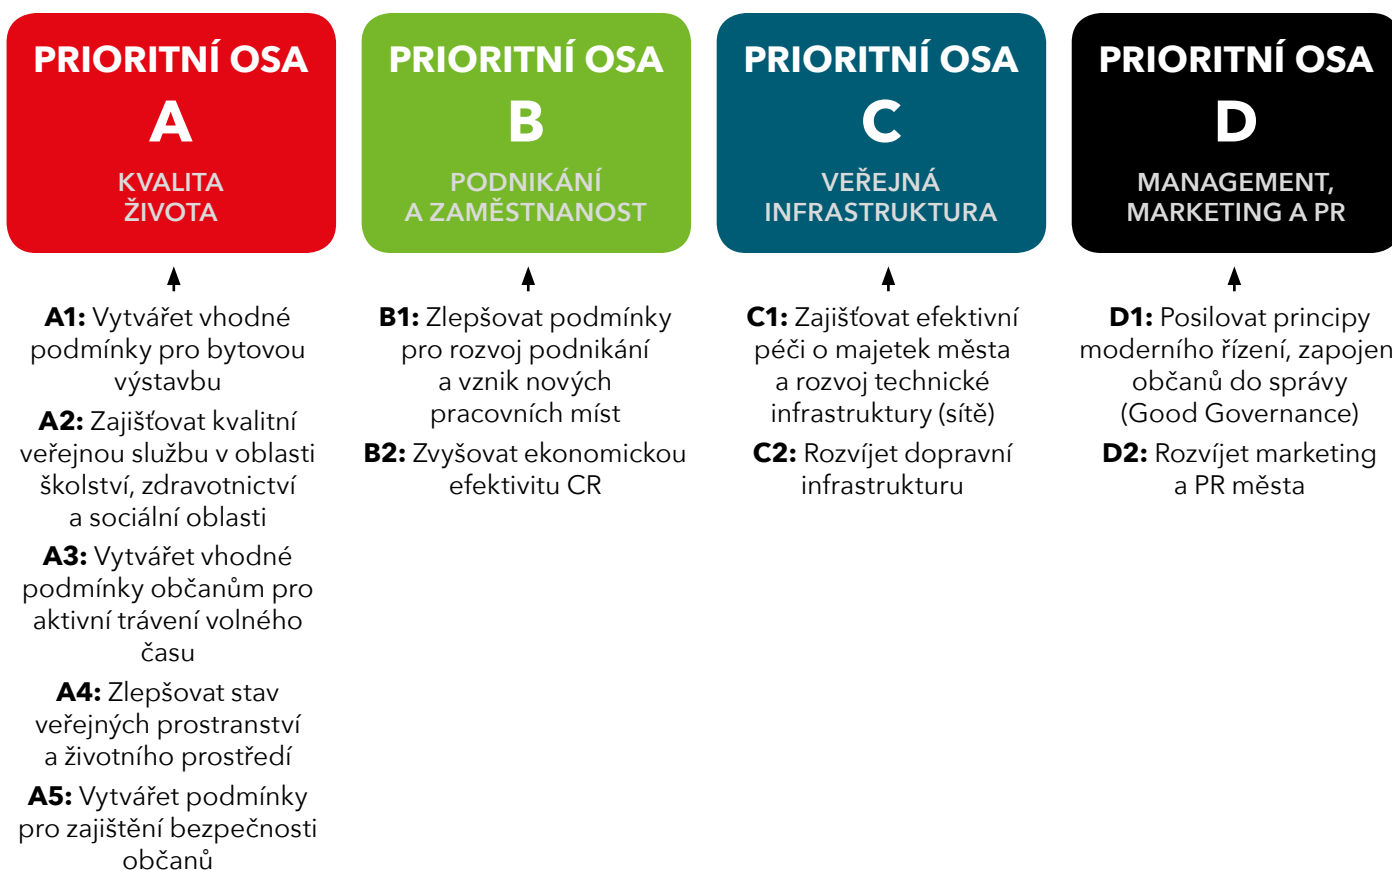 PRIORITNÍ OSA
A
KVALITA
ŽIVOTA
A1: Vytvářet vhodné
podmínky pro bytovou
výstavbu
A2: Zajišťovat kvalitní
veřejnou službu v oblasti
školství, zdravotnictví
a sociální oblasti
A3: Vytvářet vhodné
podmínky občanům pro
aktivní trávení volného
času
A4: Zlepšovat stav
veřejných prostranství
a životního prostředí
A5: Vytvářet podmínky
pro zajištění bezpečnosti
občanů
PRIORITNÍ OSA
B
PODNIKÁNÍ
A ZAMĚSTNANOST
B1: Zlepšovat podmínky
pro rozvoj podnikání
a vznik nových
pracovních míst
B2: Zvyšovat ekonomickou
efektivitu CR
PRIORITNÍ OSA
C
VEŘEJNÁ
INFRASTRUKTURA
C1: Zajišťovat efektivní
péči o majetek města
a rozvoj technické
infrastruktury (sítě)
C2: Rozvíjet dopravní
infrastrukturu
PRIORITNÍ OSA
D
MANAGEMENT,
MARKETING A PR
D1: Posilovat principy
moderního řízení, zapojen
občanů do správy
(Good Governance)
D2: Rozvíjet marketing
a PR města